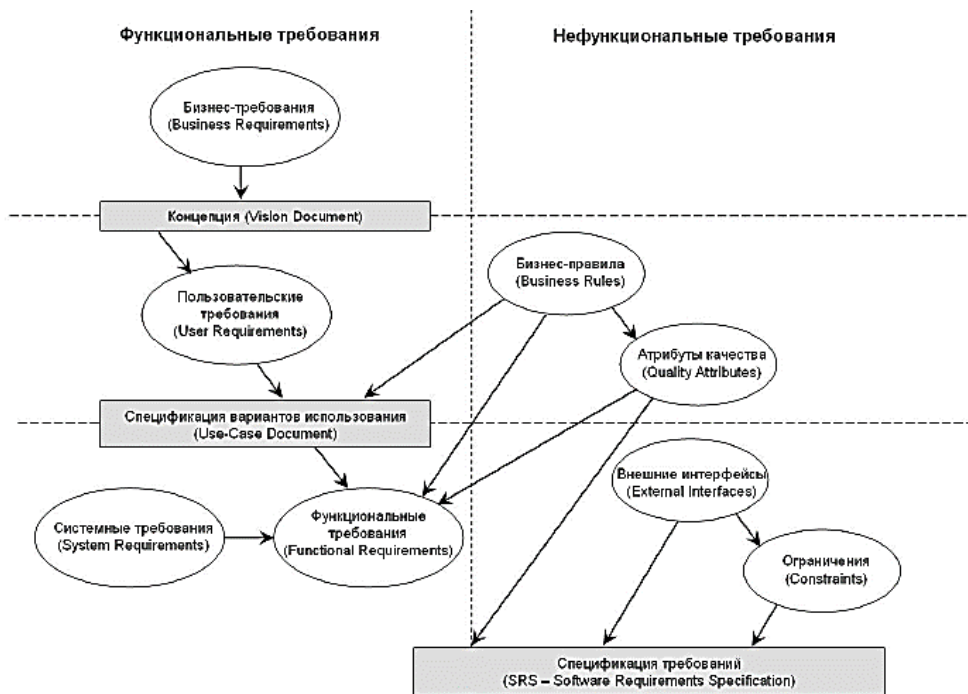 Функциональные требования
Нефункциональные требования
Бизнес-требования
(Business Requirements)
Концепция (Vision Document)
Пользовательские
требования
(User Requirements)
Бизнес-правила
(Business Rules)
Атрибуты качества
(Quality Attributes)
Спецификация вариантов использования
(Use-Case Document)
Внешние интерфейсы
(External Interfaces)
Системные требования
(System Requirements)
Функциональные
требования
(Functional Requirements)
Ограничения
(Constraints)
Спецификация требований
(SRS – Software Requirements Specification)